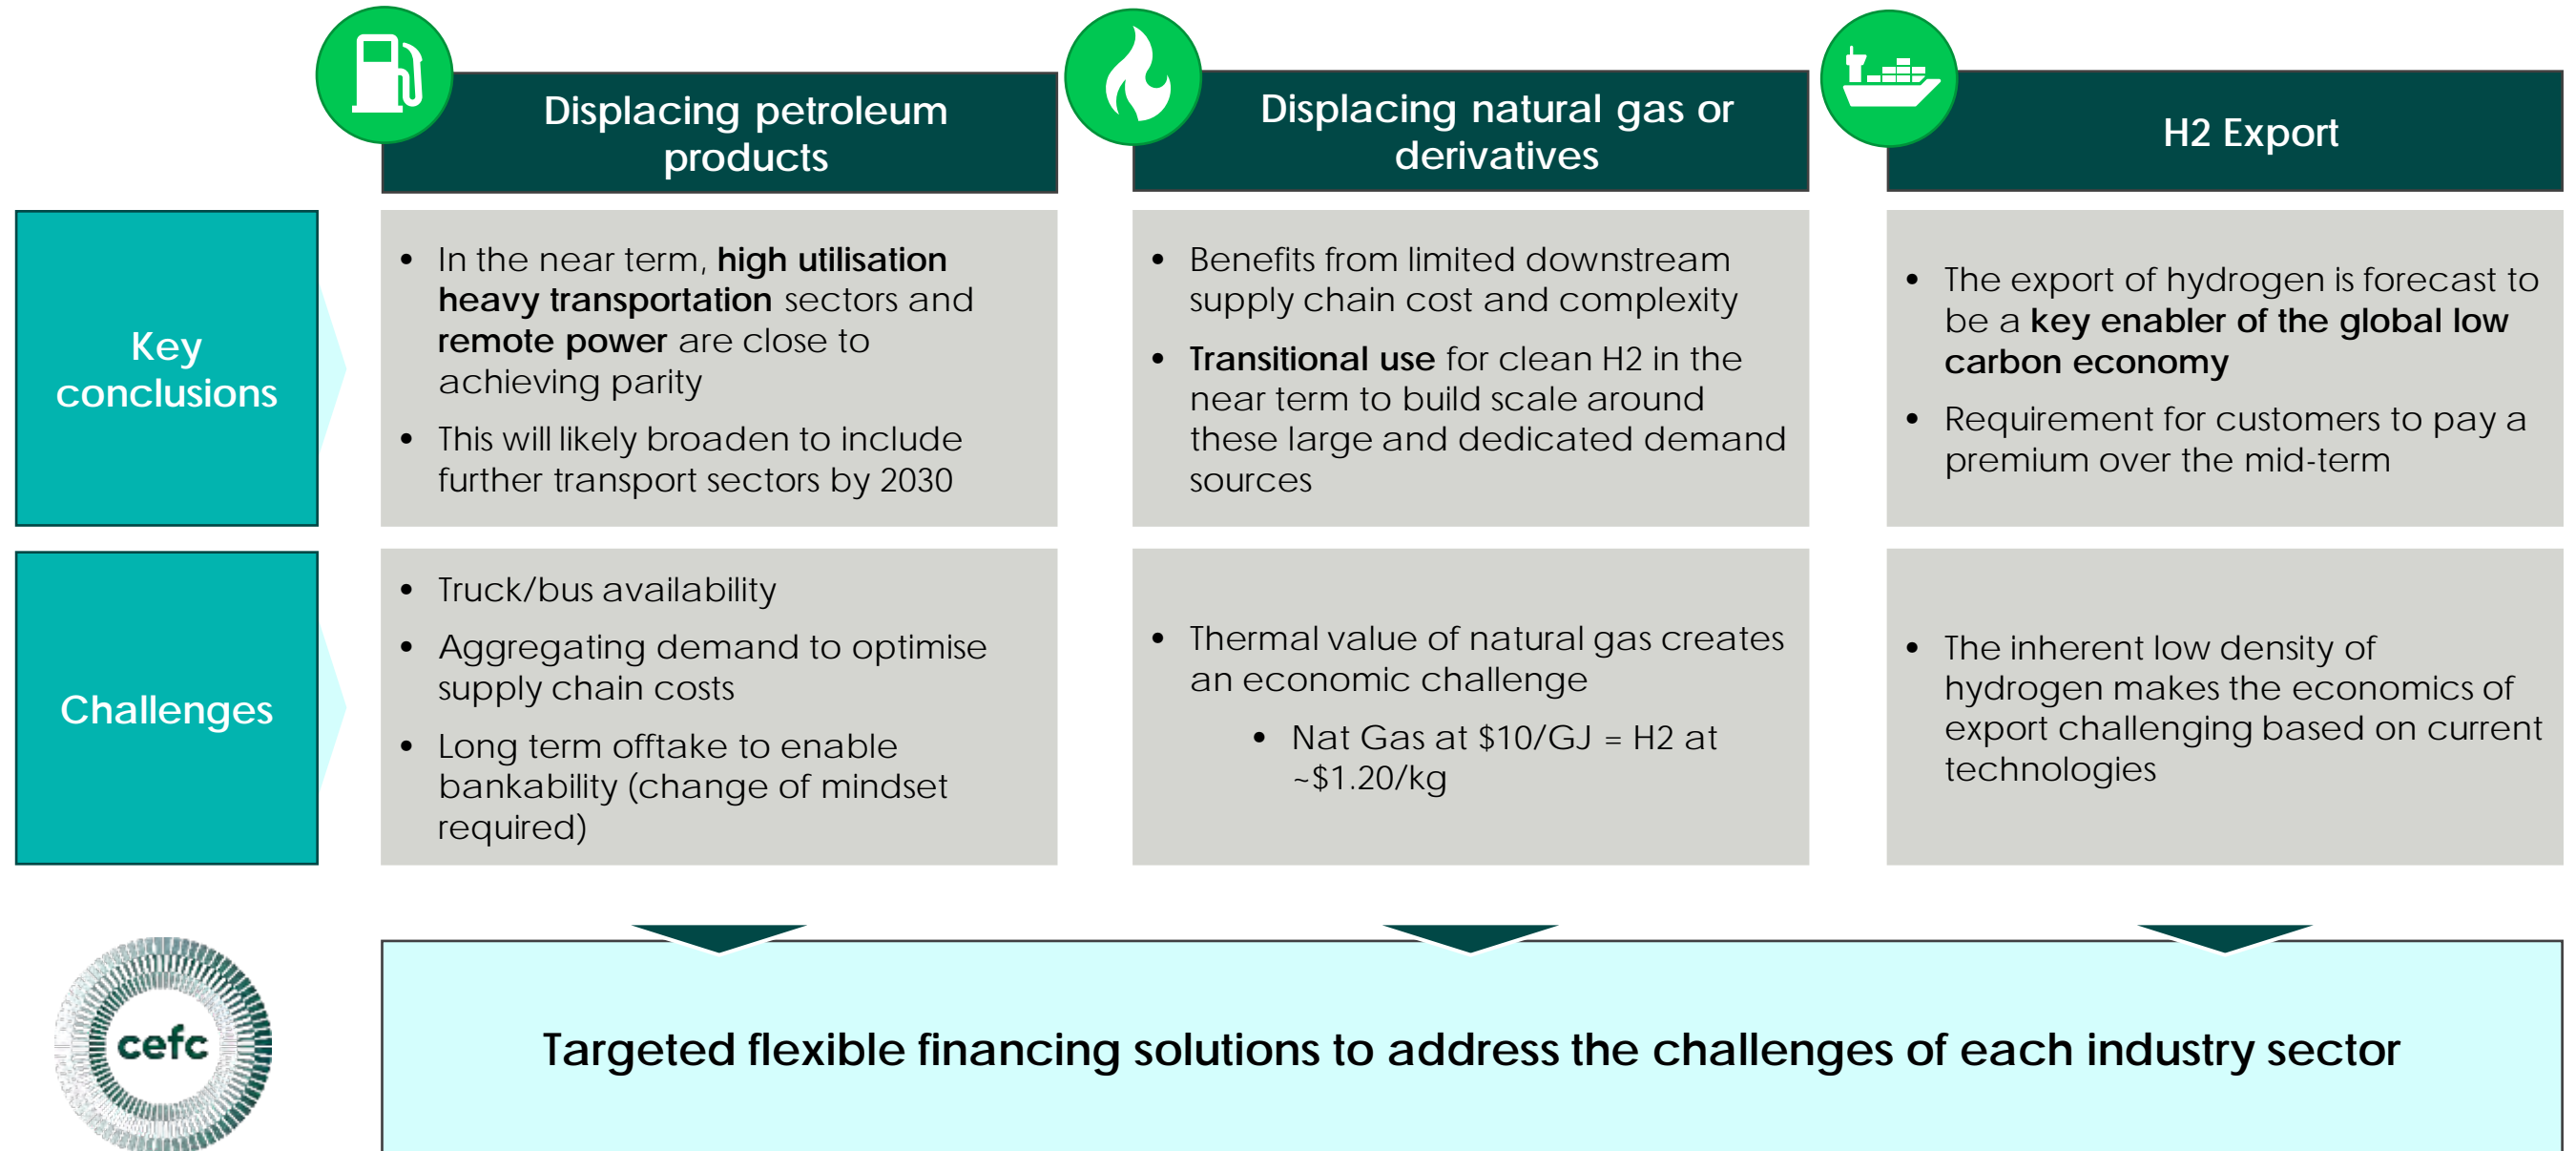 Displacing petroleum
products
Displacing natural gas or
derivatives
H2 Export
Key
conclusions
• In the near term, high utilisation
heavy transportation sectors and
remote power are close to
achieving parity
• This will likely broaden to include
further transport sectors by 2030
• Benefits from limited downstream
supply chain cost and complexity
• Transitional use for clean H2 in the
near term to build scale around
these large and dedicated demand
sources
• The export of hydrogen is forecast to
be a key enabler of the global low
carbon economy
• Requirement for customers to pay a
premium over the mid-term
Challenges
• Truck/bus availability
• Aggregating demand to optimise
supply chain costs
• Long term offtake to enable
bankability (change of mindset
required)
• Thermal value of natural gas creates
an economic challenge
• Nat Gas at $10/GJ = H2 at
~$1.20/kg
• The inherent low density of
hydrogen makes the economics of
export challenging based on current
technologies
cefc
Targeted flexible financing solutions to address the challenges of each industry sector